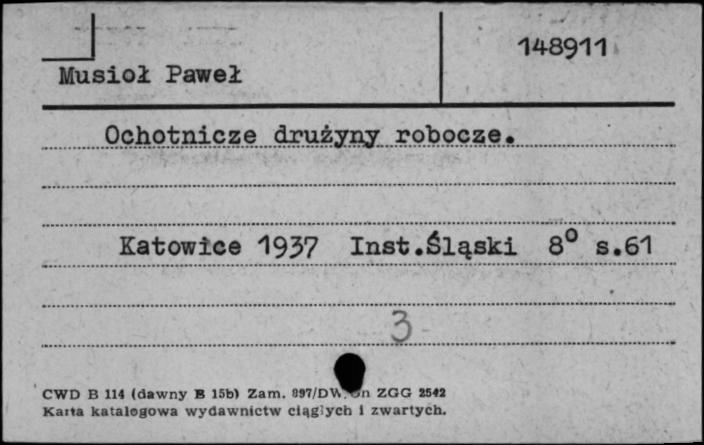 148911
Musioł Paweł
Ochotnicze drużyny robocze.
Katowice 1937 Inst.Śląski 8° s.61
3
CWD B 114 (dawny B 15b) Zam. 897/DW. ZGG 2542
Karta katalogowa wydawnictw ciągłych i zwartych.